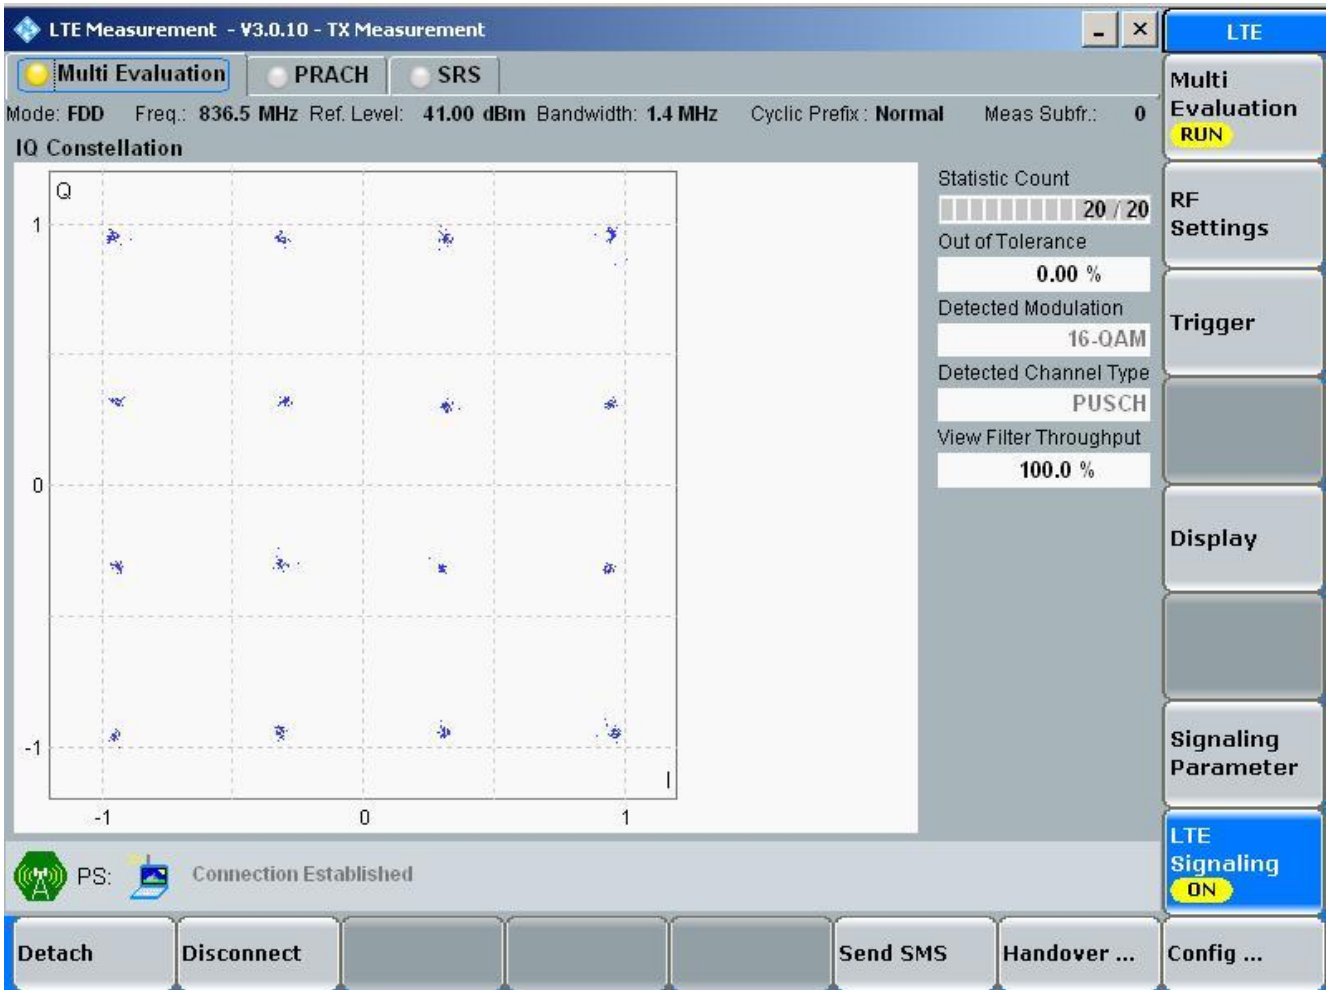 LTE Measurement - V3.0.10 - TX Measurement
LTE
Multi Evaluation PRACH SRS
Mode: FDD Freq.: 836.5 MHz Ref. Level: 41.00 dBm Bandwidth: 1.4 MHz Cyclic Prefix : Normal Meas Subfr.: 0
IQ Constellation
Q
1
0
-1
-1 0 1
I
Statistic Count
20 / 20
Out of Tolerance
0.00 %
Detected Modulation
16-QAM
Detected Channel Type
PUSCH
View Filter Throughput
100.0 %
Multi
Evaluation
RUN
RF
Settings
Trigger
Display
Signaling
Parameter
LTE
Signaling
ON
PS: Connection Established
Detach Disconnect Send SMS Handover ... Config ...